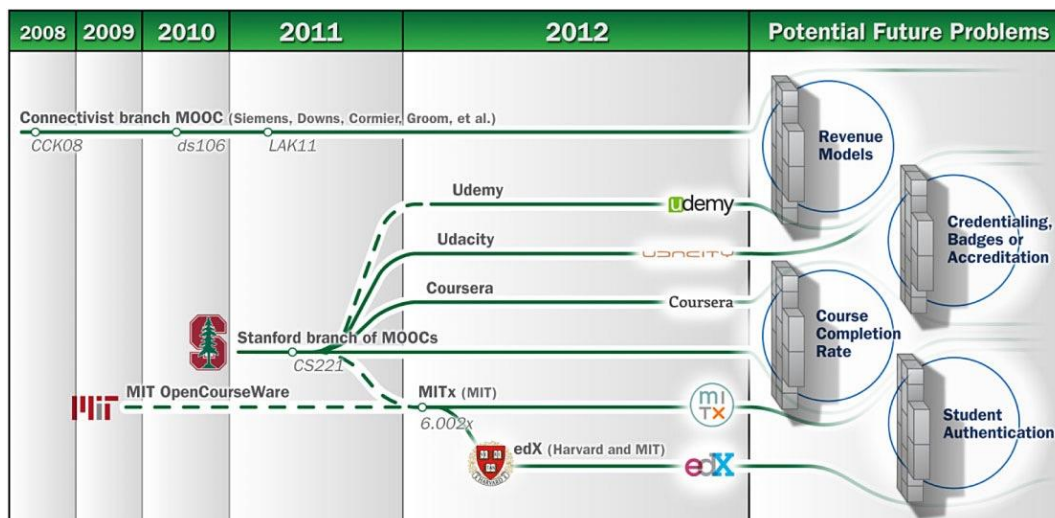 2008 2009 2010 2011 2012 Potential Future Problems
Connectivist branch MOOC (Siemens, Downs, Cormier, Groom, et al.)
CCK08 ds106 LAK11
Revenue
Models
Udemy
udemy
Credentialing,
Badges or
Accreditation
Udacity
UDACITY
Coursera
Coursera
Course
Completion
Rate
S
Stanford branch of MOOCs
CS221
MIT
MIT OpenCourseWare
MITx (MIT)
6.002x
MITX
Student
Authentication
edX (Harvard and MIT)
HARVARD
edX